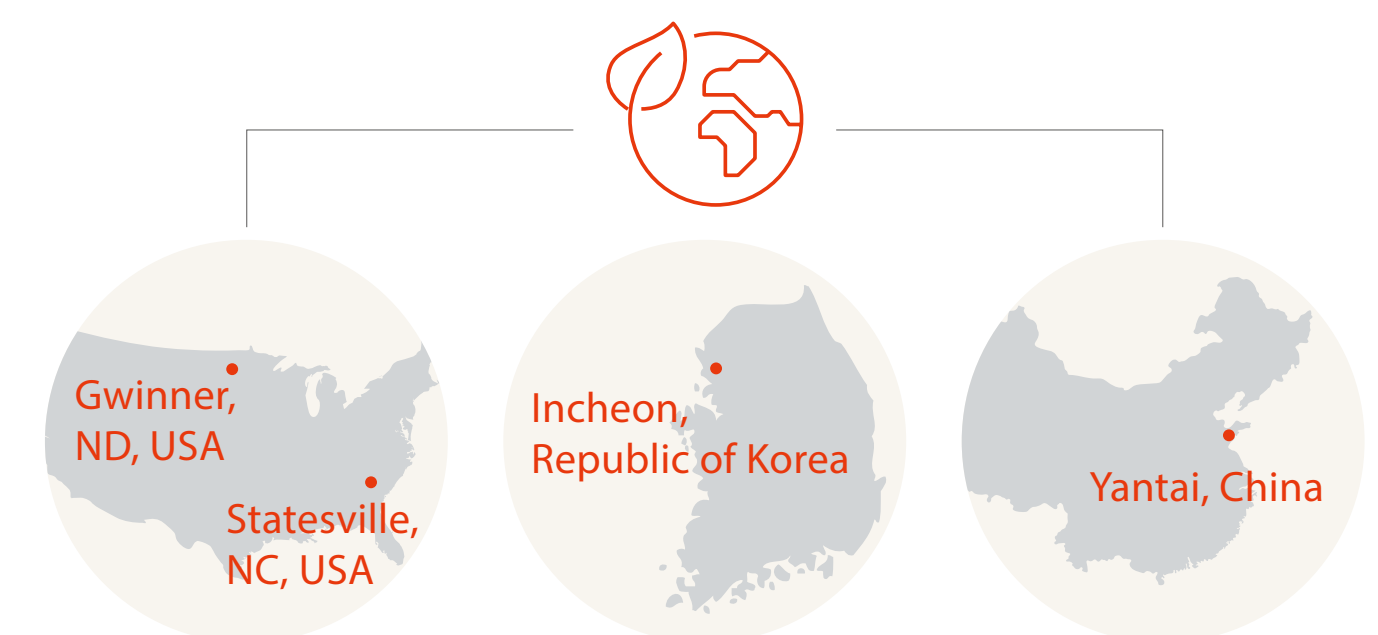 Gwinner,
ND, USA
Statesville,
NC, USA
Incheon,
Republic of Korea
Yantai, China